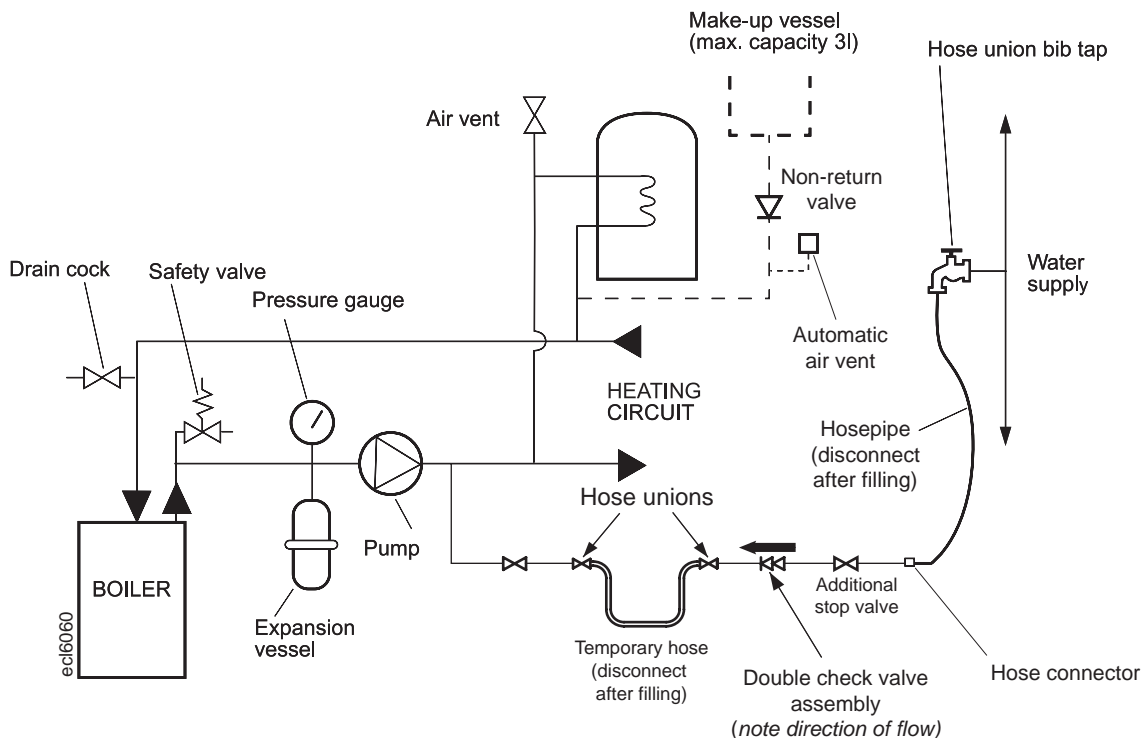 Make-up vessel
(max. capacity 3l)
Hose union bib tap
Air vent
Non-return
valve
Drain cock
Safety valve
Pressure gauge
Water
supply
Automatic
air vent
HEATING
CIRCUIT
Hosepipe
(disconnect
after filling)
Hose unions
Pump
BOILER
ecl6060
Expansion
vessel
Additional
stop valve
Temporary hose
(disconnect
after filling)
Double check valve
assembly
(note direction of flow)
Hose connector